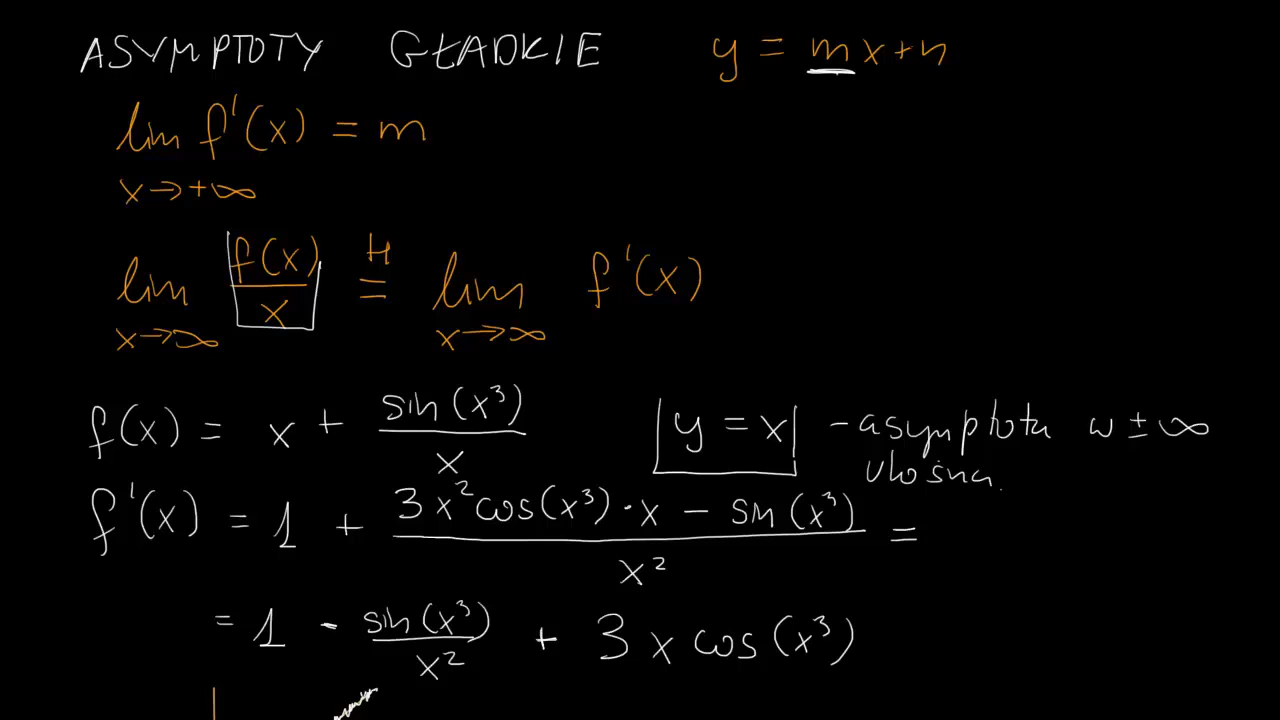 ASYMPTOTY GŁADKIE y = mx+n
lim f'(x) = m
x→+∞
lim f(x)/x H= lim f'(x)
x→∞ x→∞
f(x) = x + sin(x³)/x |y = x| - asymptota w ±∞
ukośna.
f'(x) = 1 + (3x²cos(x³)·x − sin(x³))/x² =
= 1 - sin(x³)/x² + 3x cos(x³)